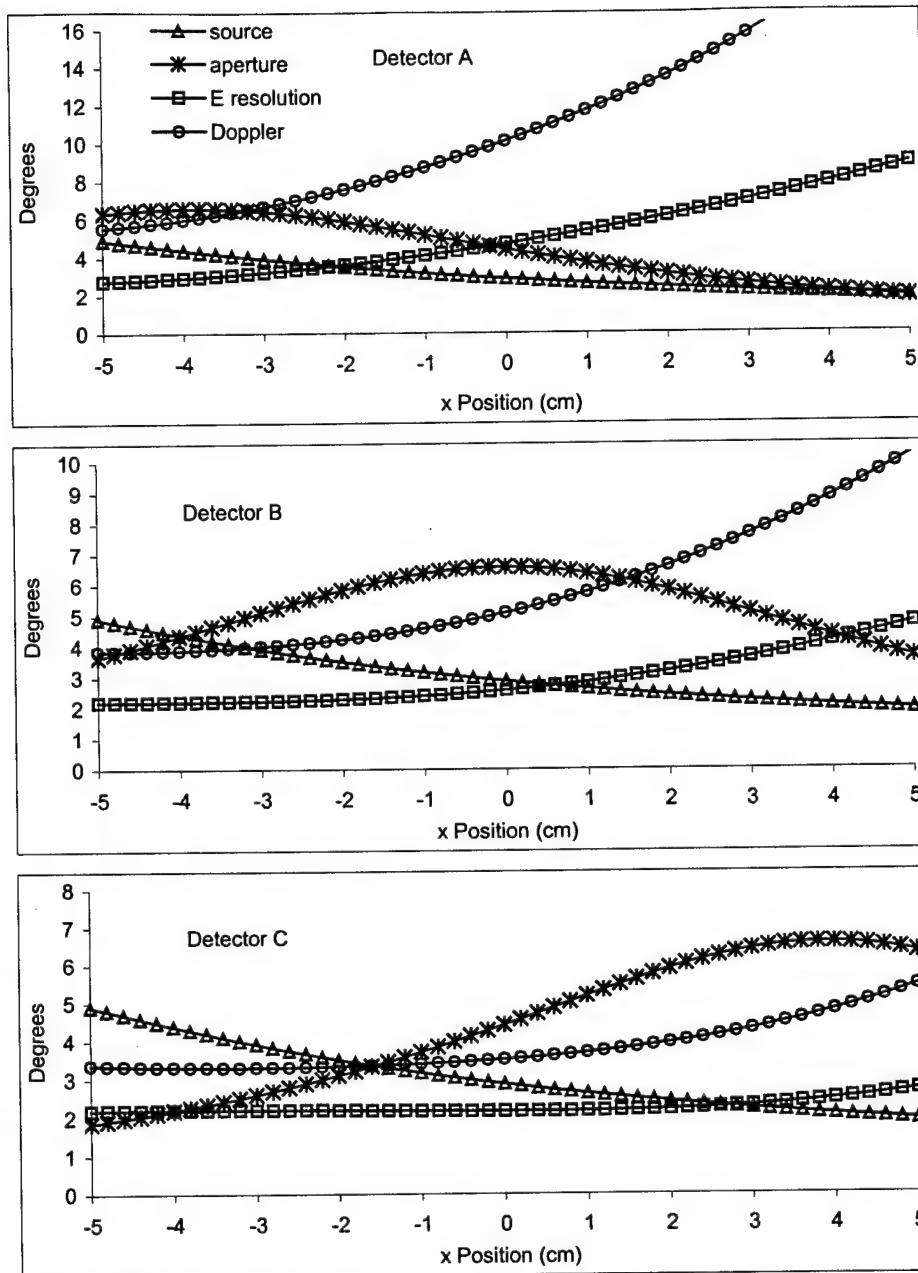 16
14
12
10
8
6
4
2
0
Degrees
source
aperture
E resolution
Doppler
Detector A
-5 -4 -3 -2 -1 0 1 2 3 4 5
x Position (cm)
10
9
8
7
6
5
4
3
2
1
0
Degrees
Detector B
-5 -4 -3 -2 -1 0 1 2 3 4 5
x Position (cm)
8
7
6
5
4
3
2
1
0
Degrees
Detector C
-5 -4 -3 -2 -1 0 1 2 3 4 5
x Position (cm)